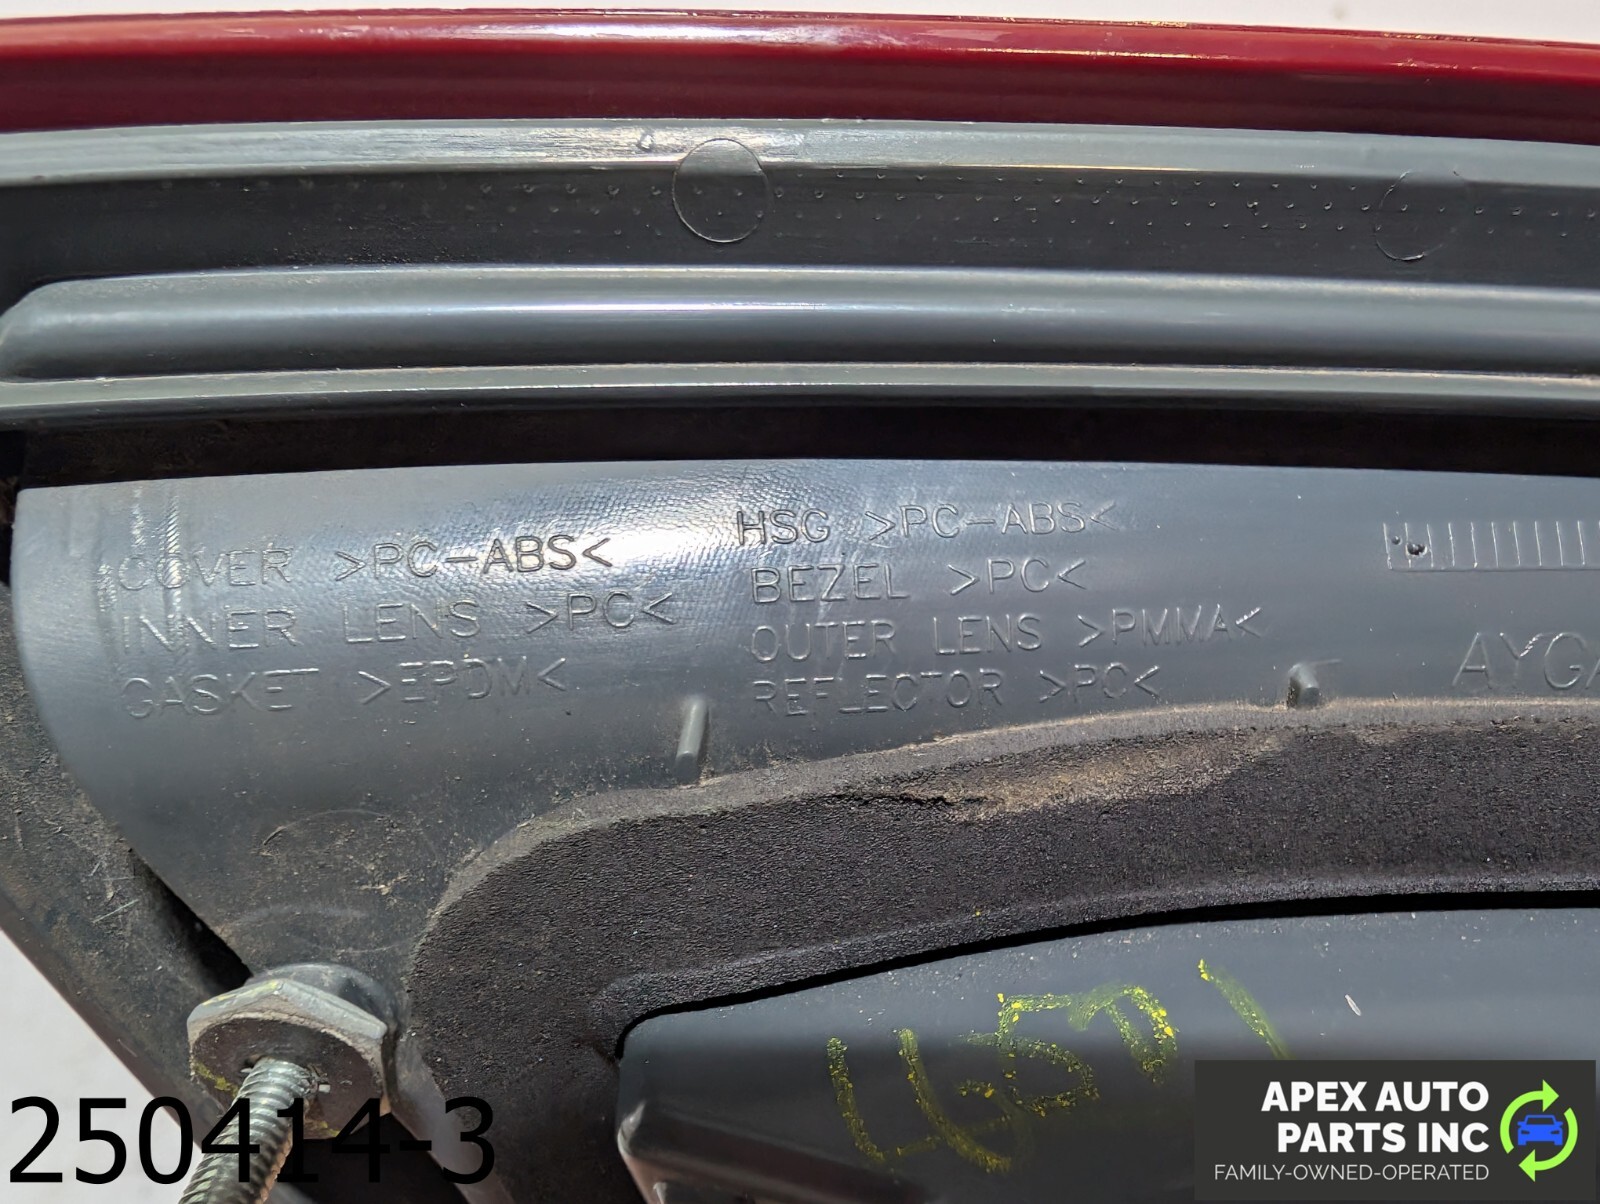 COVER >PC-ABS<
INNER LENS >PC<
GASKET >EPDM<
HSG >PC-ABS<
BEZEL >PC<
OUTER LENS >PMMA<
REFLECTOR >PC<
250414-3
APEX AUTO
PARTS INC
FAMILY-OWNED-OPERATED